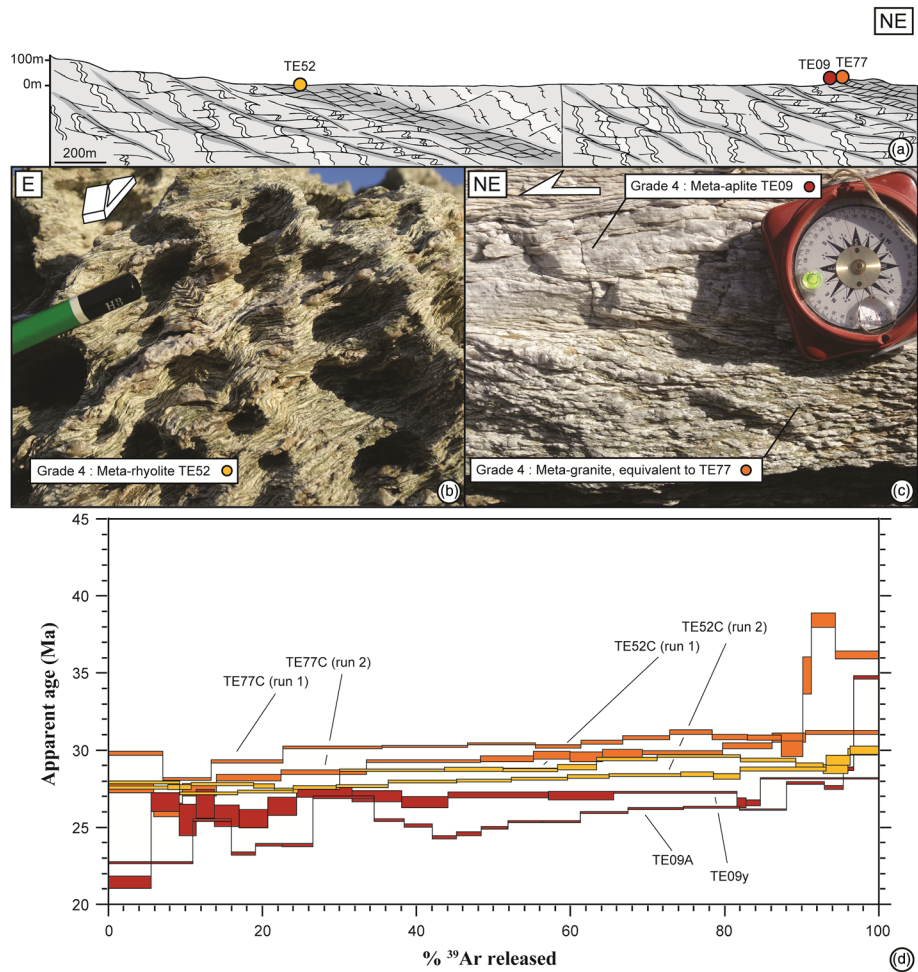 NE
100m
0m
TE52
TE09 TE77
200m
(a)
E
HB
Grade 4 : Meta-rhyolite TE52
(b)
NE
Grade 4 : Meta-aplite TE09
Grade 4 : Meta-granite, equivalent to TE77
(c)
45
40
35
30
25
20
Apparent age (Ma)
TE77C (run 1)
TE77C (run 2)
TE52C (run 1)
TE52C (run 2)
TE09A
TE09y
0 20 40 60 80 100
% ³⁹Ar released
(d)